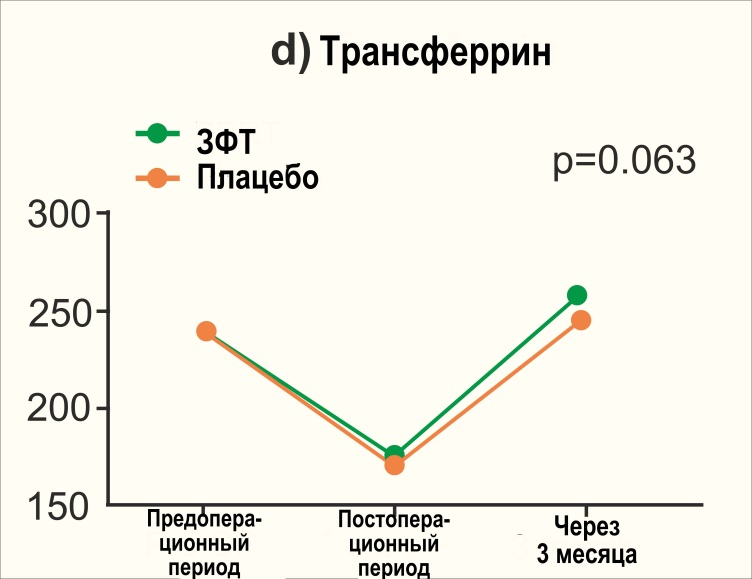 d) Трансферрин
ЗФТ
Плацебо
p=0.063
300
250
200
150
Предопера-
ционный
период
Постопера-
ционный
период
Через
3 месяца